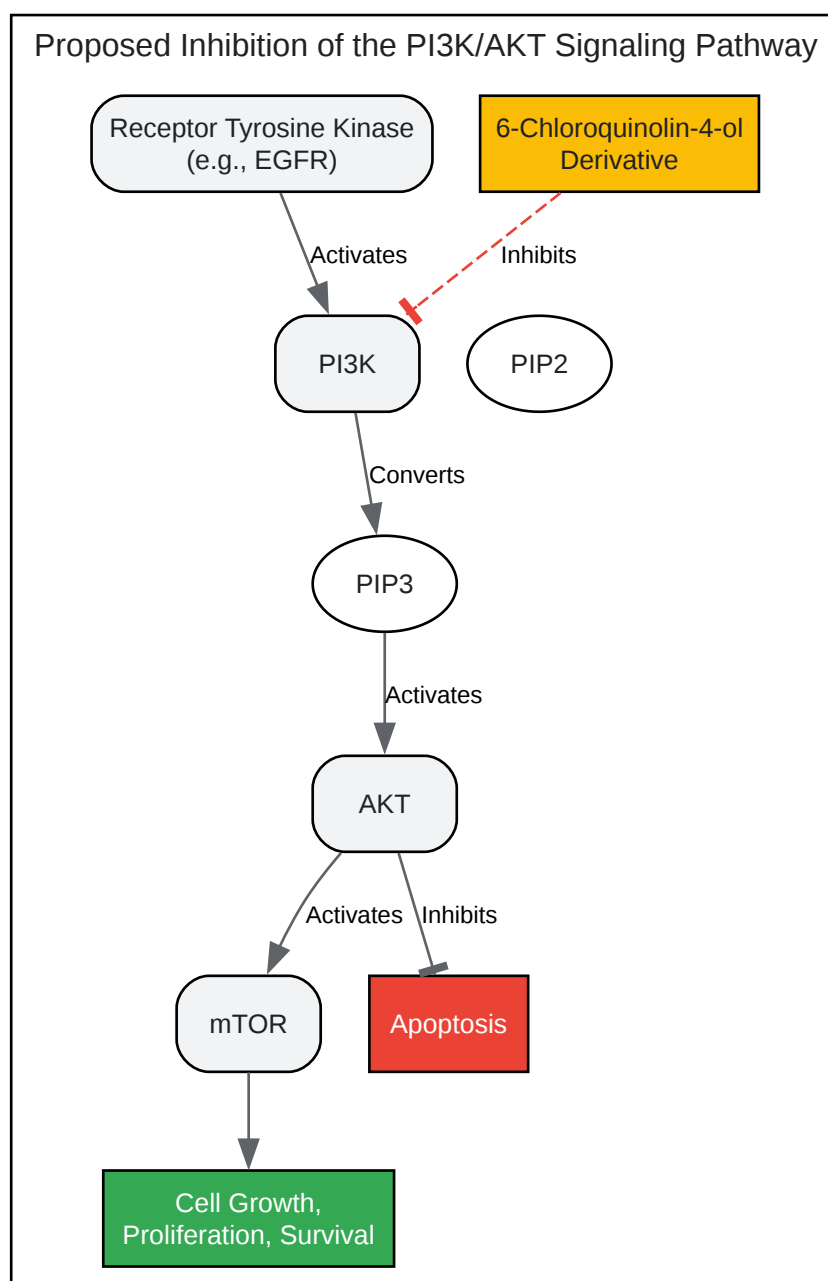 Proposed Inhibition of the PI3K/AKT Signaling Pathway
Receptor Tyrosine Kinase
(e.g., EGFR)
6-Chloroquinolin-4-ol
Derivative
Activates
Inhibits
PI3K
PIP2
Converts
PIP3
Activates
AKT
Activates
Inhibits
mTOR
Apoptosis
Cell Growth,
Proliferation, Survival